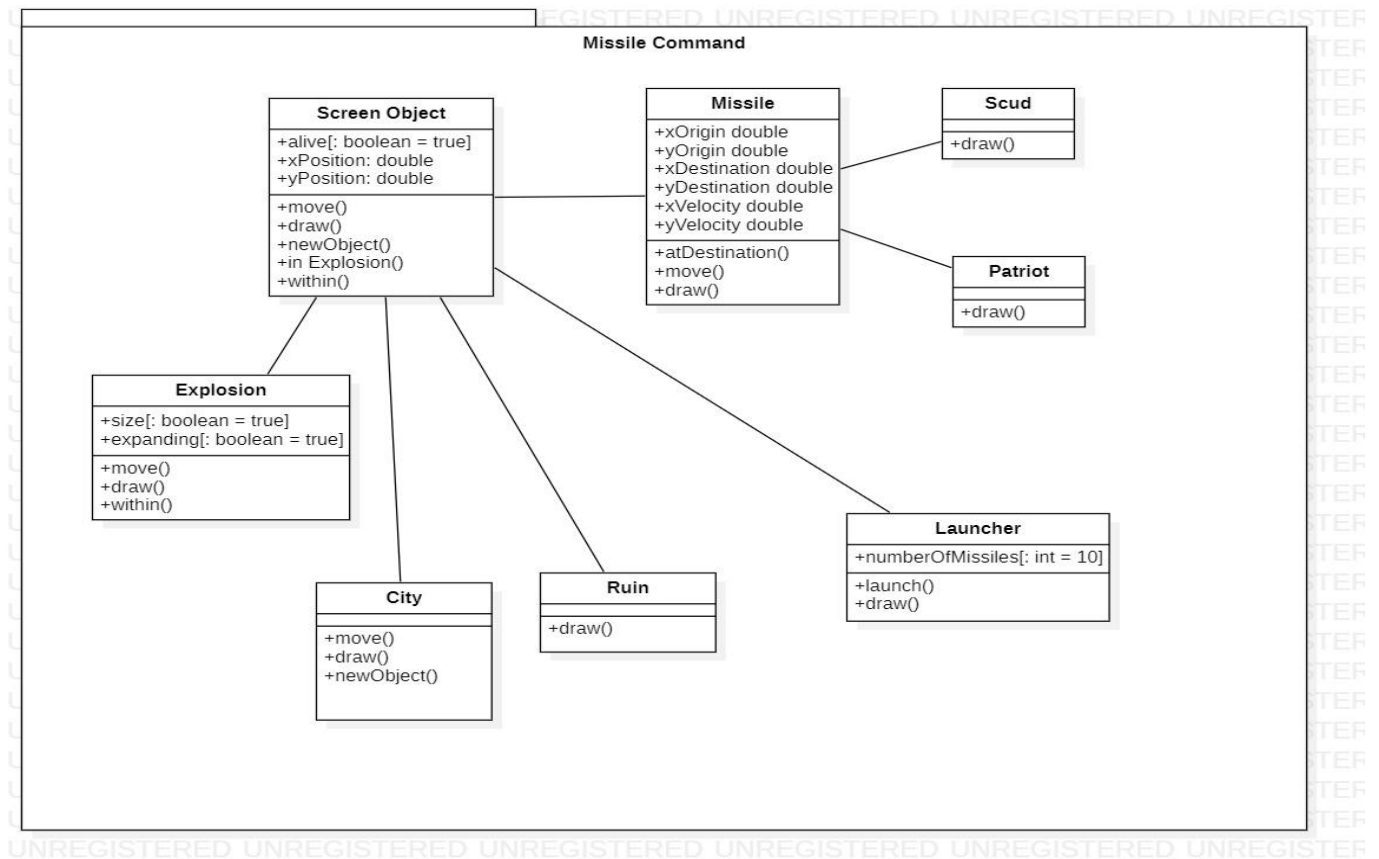 Missile Command
Screen Object
+alive[: boolean = true]
+xPosition: double
+yPosition: double
+move()
+draw()
+newObject()
+in Explosion()
+within()
Missile
+xOrigin double
+yOrigin double
+xDestination double
+yDestination double
+xVelocity double
+yVelocity double
+atDestination()
+move()
+draw()
Scud
+draw()
Patriot
+draw()
Explosion
+size[: boolean = true]
+expanding[: boolean = true]
+move()
+draw()
+within()
City
+move()
+draw()
+newObject()
Ruin
+draw()
Launcher
+numberOfMissiles[: int = 10]
+launch()
+draw()
UNREGISTERED UNREGISTERED UNREGISTERED UNREGISTERED UNREGISTERED